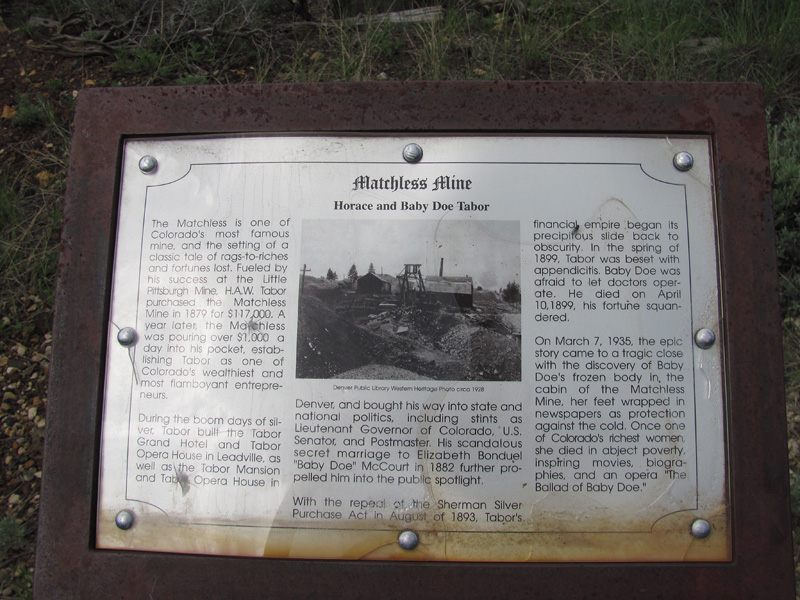 Matchless Mine
Horace and Baby Doe Tabor
The Matchless is one of
Colorado's most famous
mine, and the setting of a
classic tale of rags-to-riches
and fortunes lost. Fueled by
his success at the Little
Pittsburgh Mine, H.A.W. Tabor
purchased the Matchless
Mine in 1879 for $117,000. A
year later, the Matchless
was pouring over $1,000 a
day into his pocket, estab-
lishing Tabor as one of
Colorado's wealthiest and
most flamboyant entrepre-
neurs.
During the boom days of sil-
ver, Tabor built the Tabor
Grand Hotel and Tabor
Opera House in Leadville, as
well as the Tabor Mansion
and Tabor Opera House in
Denver Public Library Western Heritage Photo circa 1928
Denver, and bought his way into state and
national politics, including stints as
Lieutenant Governor of Colorado, U.S.
Senator, and Postmaster. His scandalous
secret marriage to Elizabeth Bonduel
"Baby Doe" McCourt in 1882 further pro-
pelled him into the public spotlight.
With the repeal of the Sherman Silver
Purchase Act in August of 1893, Tabor's
financial empire began its
precipitous slide back to
obscurity. In the spring of
1899, Tabor was beset with
appendicitis. Baby Doe was
afraid to let doctors oper-
ate. He died on April
10,1899, his fortune squan-
dered.
On March 7, 1935, the epic
story came to a tragic close
with the discovery of Baby
Doe's frozen body in the
cabin of the Matchless
Mine, her feet wrapped in
newspapers as protection
against the cold. Once one
of Colorado's richest women,
she died in abject poverty,
inspiring movies, biogra-
phies, and an opera "The
Ballad of Baby Doe."